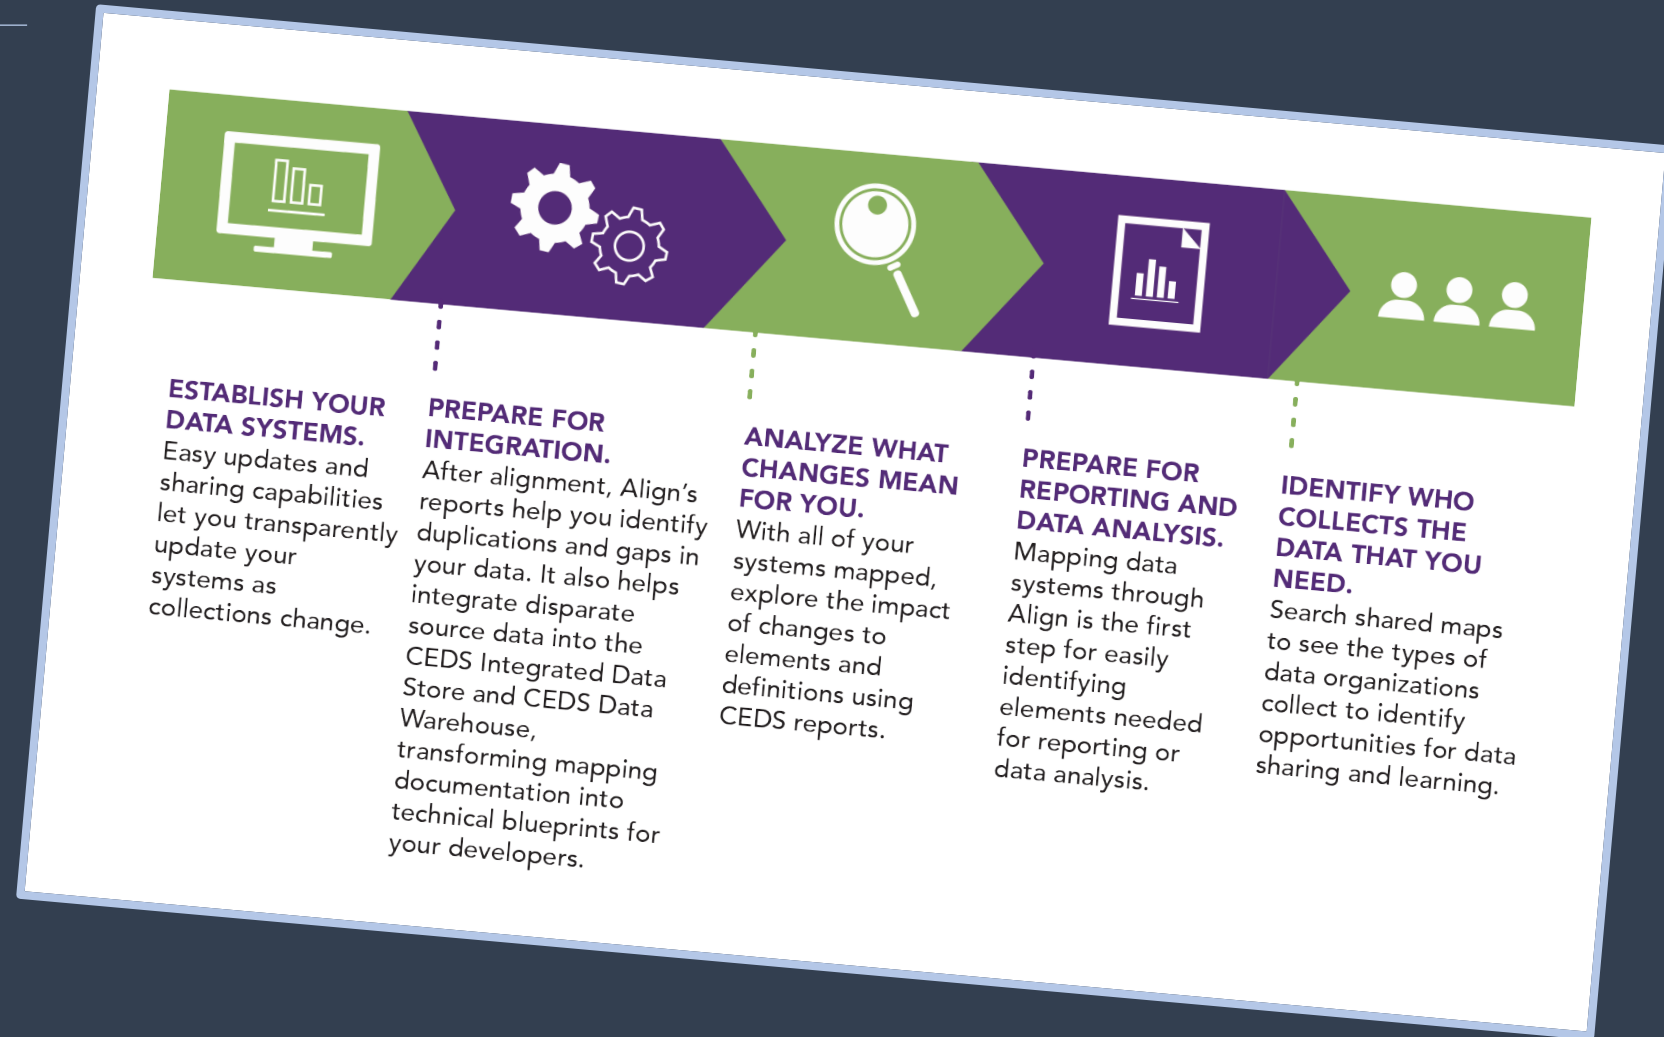 ESTABLISH YOUR
DATA SYSTEMS.
Easy updates and
sharing capabilities
let you transparently
update your
systems as
collections change.
PREPARE FOR
INTEGRATION.
After alignment, Align’s
reports help you identify
duplications and gaps in
your data. It also helps
integrate disparate
source data into the
CEDS Integrated Data
Store and CEDS Data
Warehouse,
transforming mapping
documentation into
technical blueprints for
your developers.
ANALYZE WHAT
CHANGES MEAN
FOR YOU.
With all of your
systems mapped,
explore the impact
of changes to
elements and
definitions using
CEDS reports.
PREPARE FOR
REPORTING AND
DATA ANALYSIS.
Mapping data
systems through
Align is the first
step for easily
identifying
elements needed
for reporting or
data analysis.
IDENTIFY WHO
COLLECTS THE
DATA THAT YOU
NEED.
Search shared maps
to see the types of
data organizations
collect to identify
opportunities for data
sharing and learning.